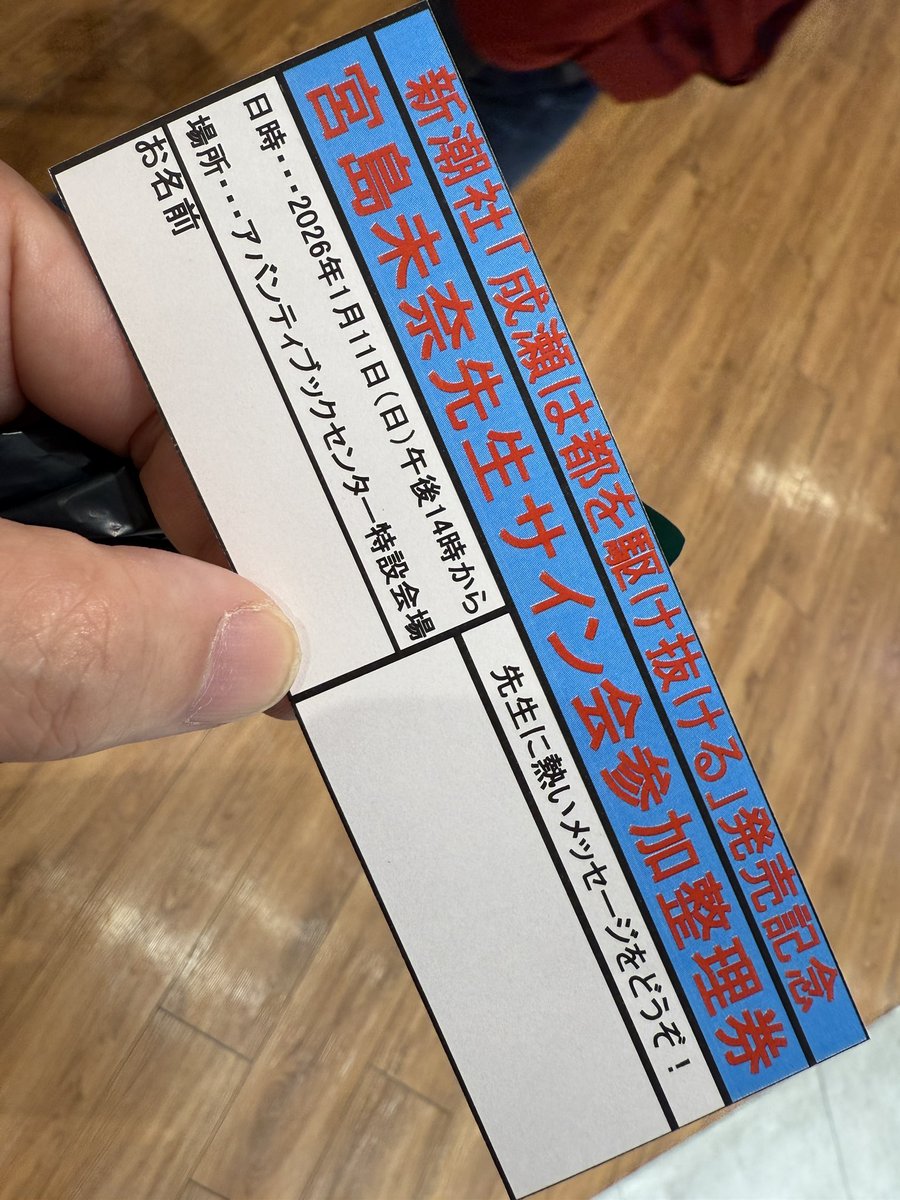 新潮社「成瀬は都を駆け抜ける」発売記念
宮島未奈先生サイン会参加整理券
日時･･･2026年1月11日(日)午後14時から
場所･･･アバンティブックセンター特設会場
お名前
先生に熱いメッセージをどうぞ！